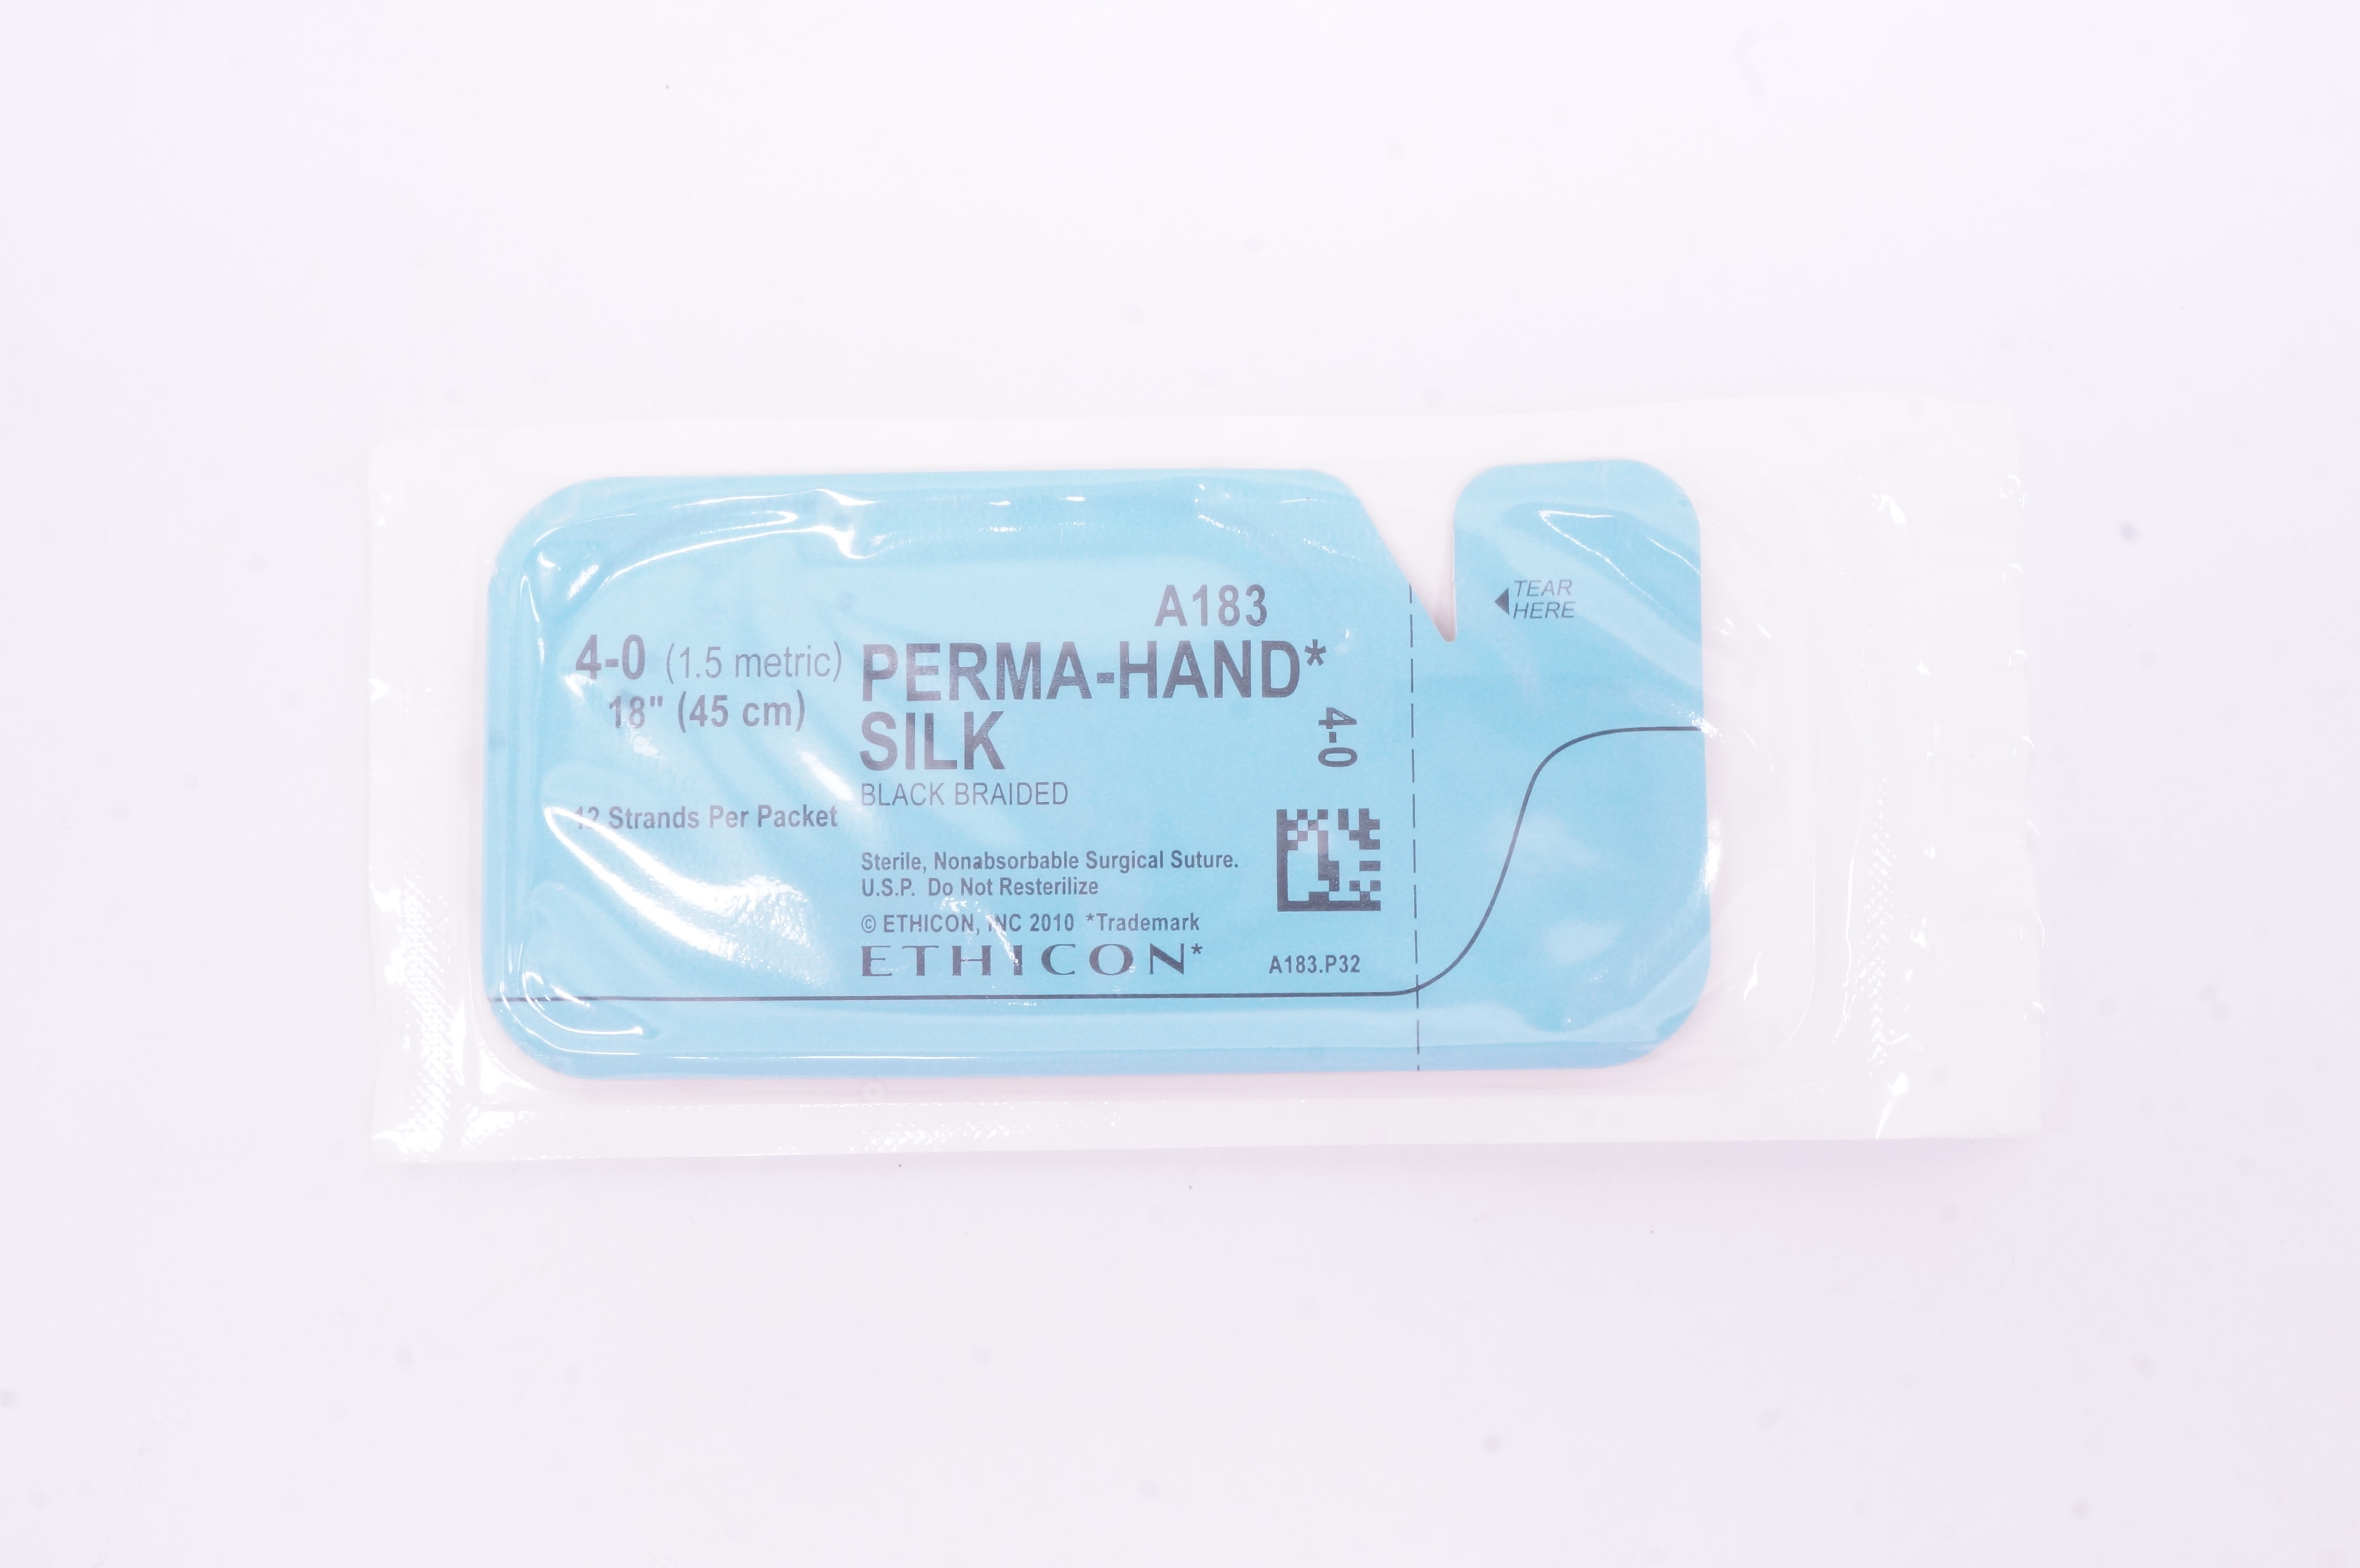 A183
4-0 (1.5 metric)
18" (45 cm)
PERMA-HAND*
SILK
BLACK BRAIDED
12 Strands Per Packet
Sterile, Nonabsorbable Surgical Suture.
U.S.P. Do Not Resterilize
© ETHICON, INC 2010 *Trademark
ETHICON*
4-0
A183.P32
TEAR
HERE